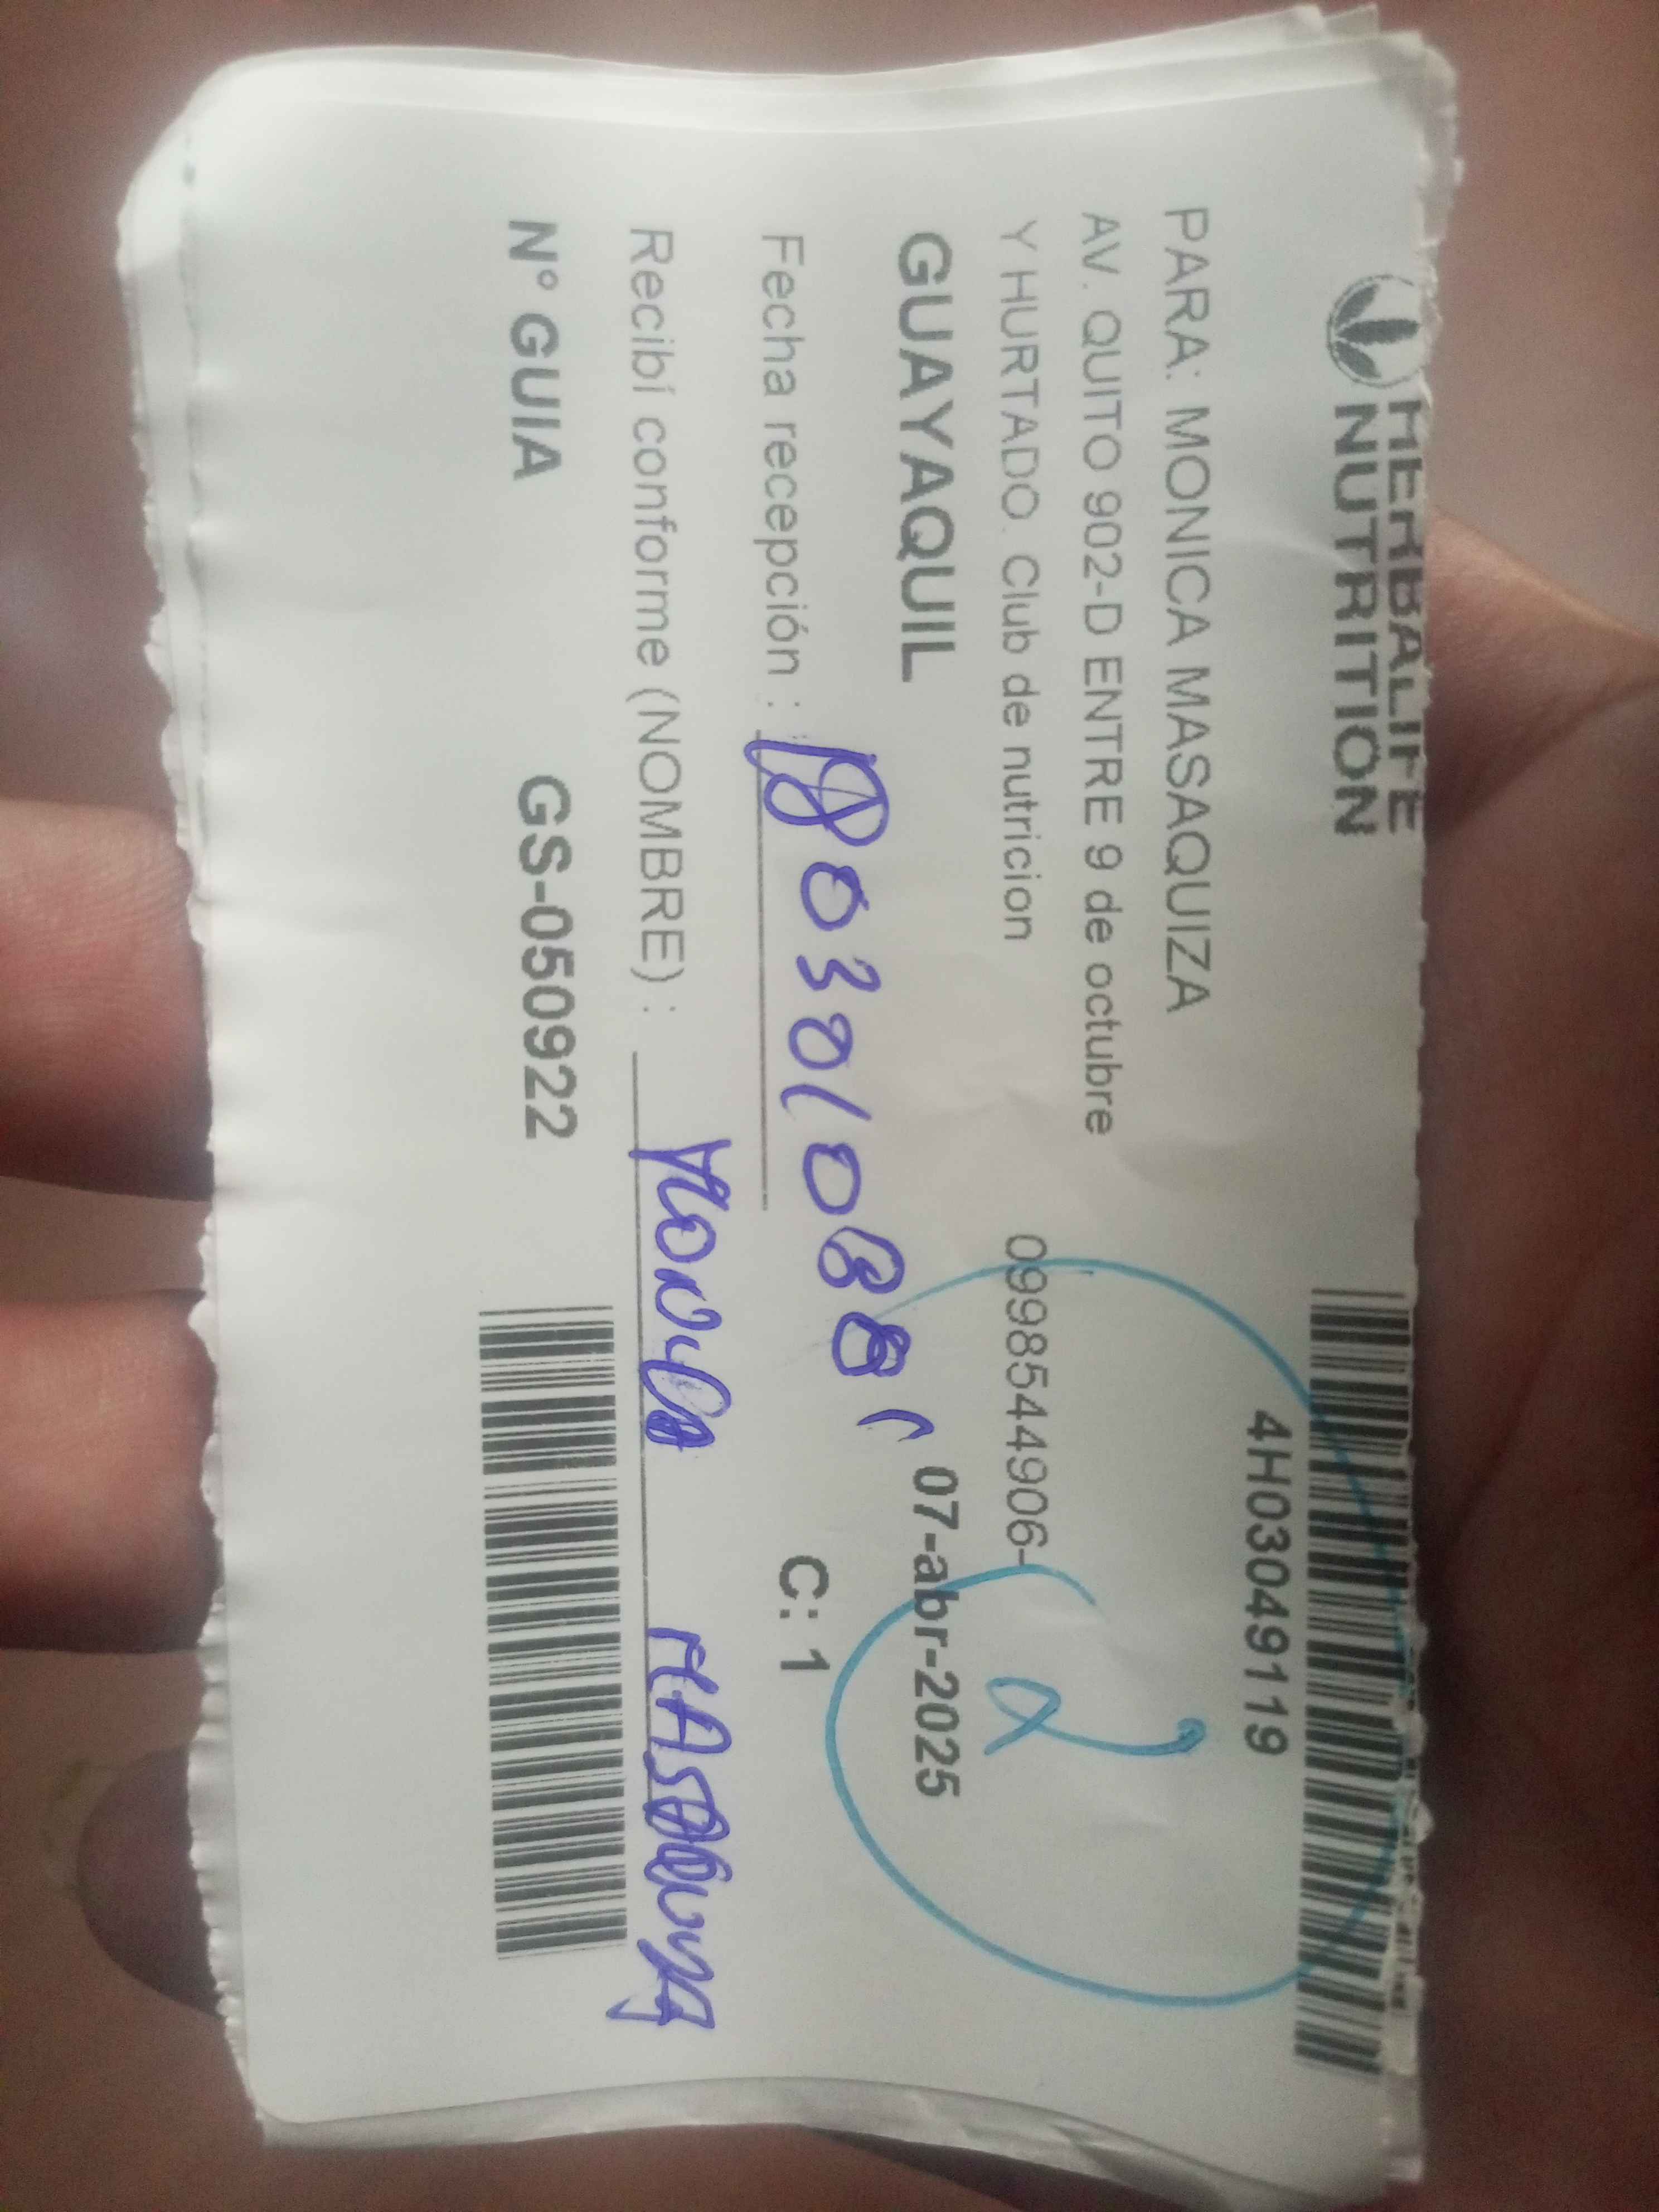 HERBALIFE
NUTRITION
4H03049119
PARA: MONICA MASAQUIZA
AV. QUITO 902-D ENTRE 9 de octubre
Y HURTADO. Club de nutricion 0998544906-
GUAYAQUIL 07-abr-2025
Fecha recepción : C: 1
Recibí conforme (NOMBRE) : Monica
N° GUIA GS-050922